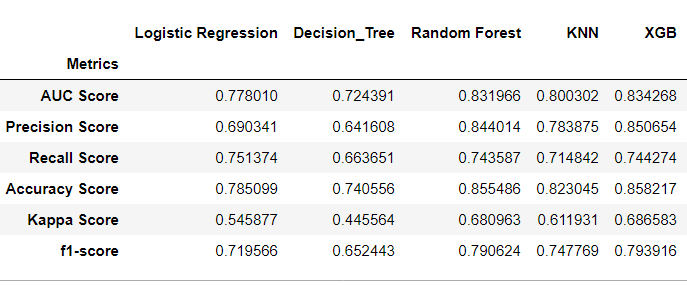 Logistic Regression Decision_Tree Random Forest KNN XGB
Metrics
AUC Score 0.778010 0.724391 0.831966 0.800302 0.834268
Precision Score 0.690341 0.641608 0.844014 0.783875 0.850654
Recall Score 0.751374 0.663651 0.743587 0.714842 0.744274
Accuracy Score 0.785099 0.740556 0.855486 0.823045 0.858217
Kappa Score 0.545877 0.445564 0.680963 0.611931 0.686583
f1-score 0.719566 0.652443 0.790624 0.747769 0.793916